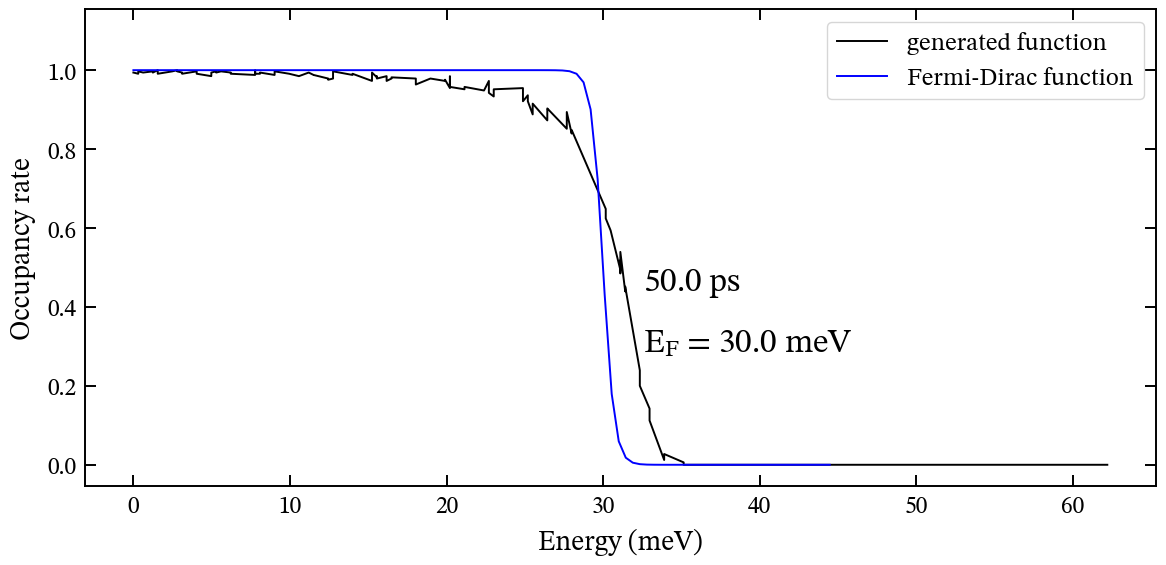 generated function
Fermi-Dirac function
1.0
0.8
0.6
0.4
0.2
0.0
Occupancy rate
50.0 ps
E_F = 30.0 meV
0 10 20 30 40 50 60
Energy (meV)